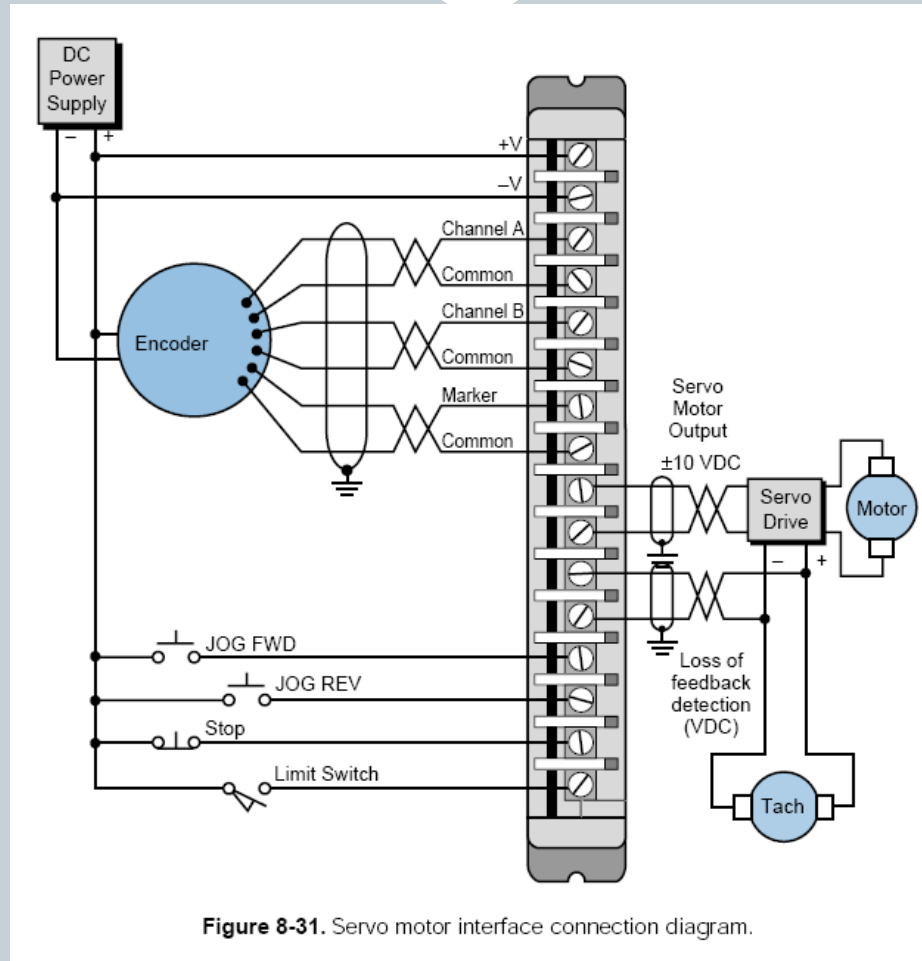 DC
Power
Supply
– +
+V
–V
Channel A
Common
Channel B
Common
Marker
Common
Encoder
Servo
Motor
Output
±10 VDC
Servo
Drive
Motor
– +
Loss of
feedback
detection
(VDC)
Tach
JOG FWD
JOG REV
Stop
Limit Switch
Figure 8-31. Servo motor interface connection diagram.